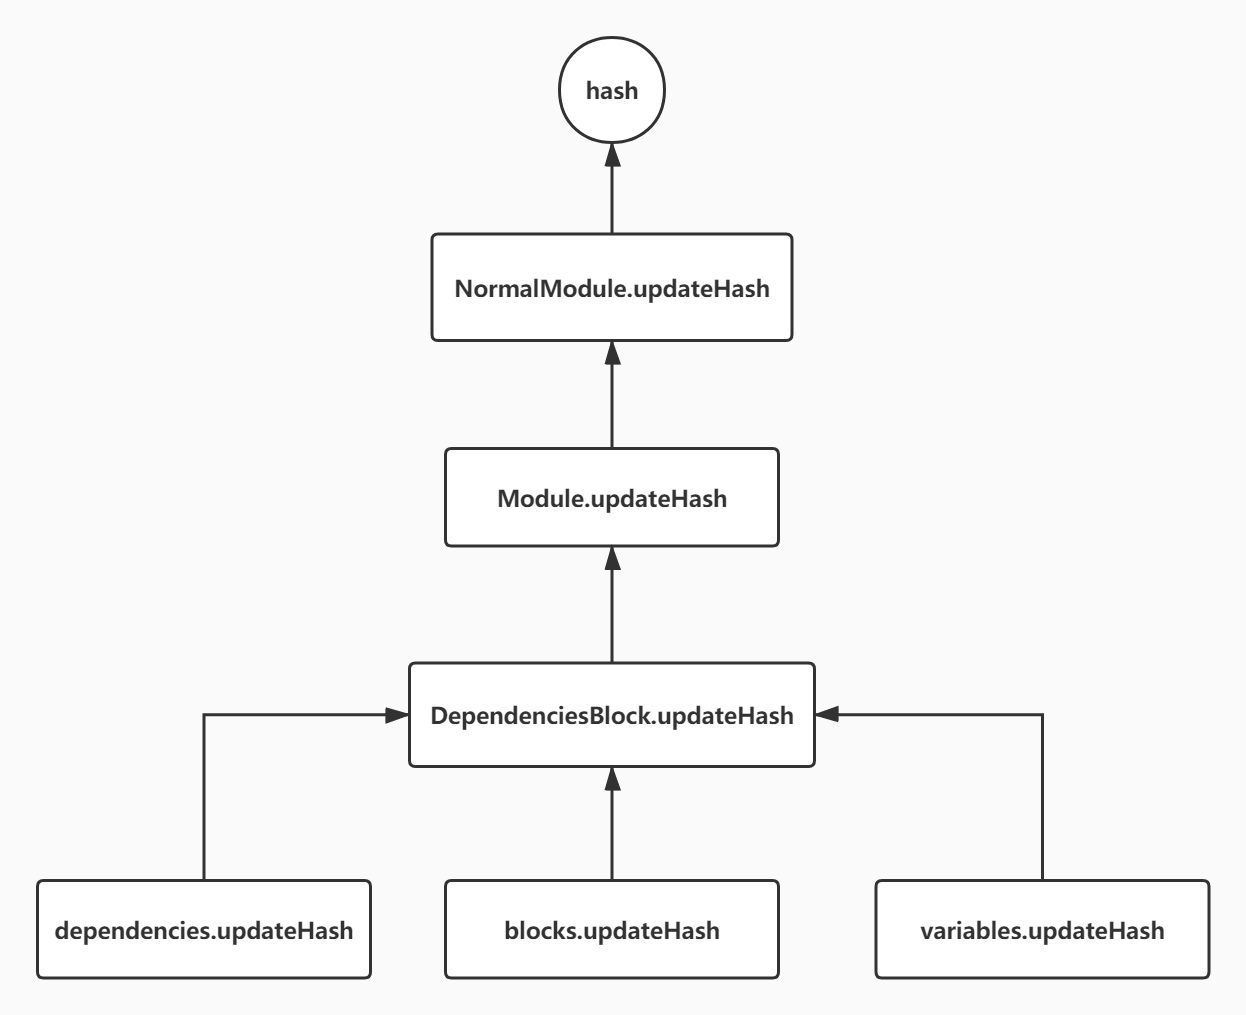 hash
NormalModule.updateHash
Module.updateHash
DependenciesBlock.updateHash
dependencies.updateHash
blocks.updateHash
variables.updateHash